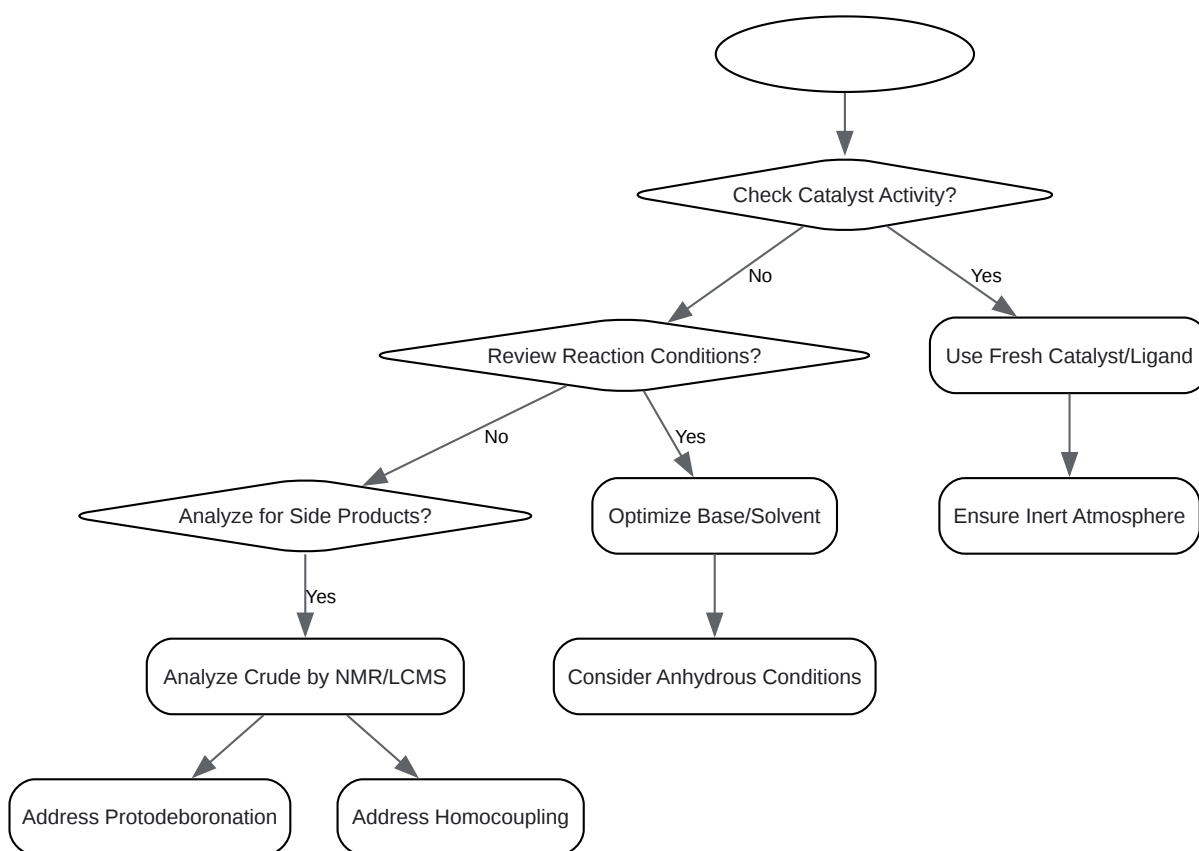 Check Catalyst Activity?
No
Yes
Review Reaction Conditions?
Use Fresh Catalyst/Ligand
No
Yes
Analyze for Side Products?
Optimize Base/Solvent
Ensure Inert Atmosphere
Yes
Analyze Crude by NMR/LCMS
Consider Anhydrous Conditions
Address Protodeboronation
Address Homocoupling